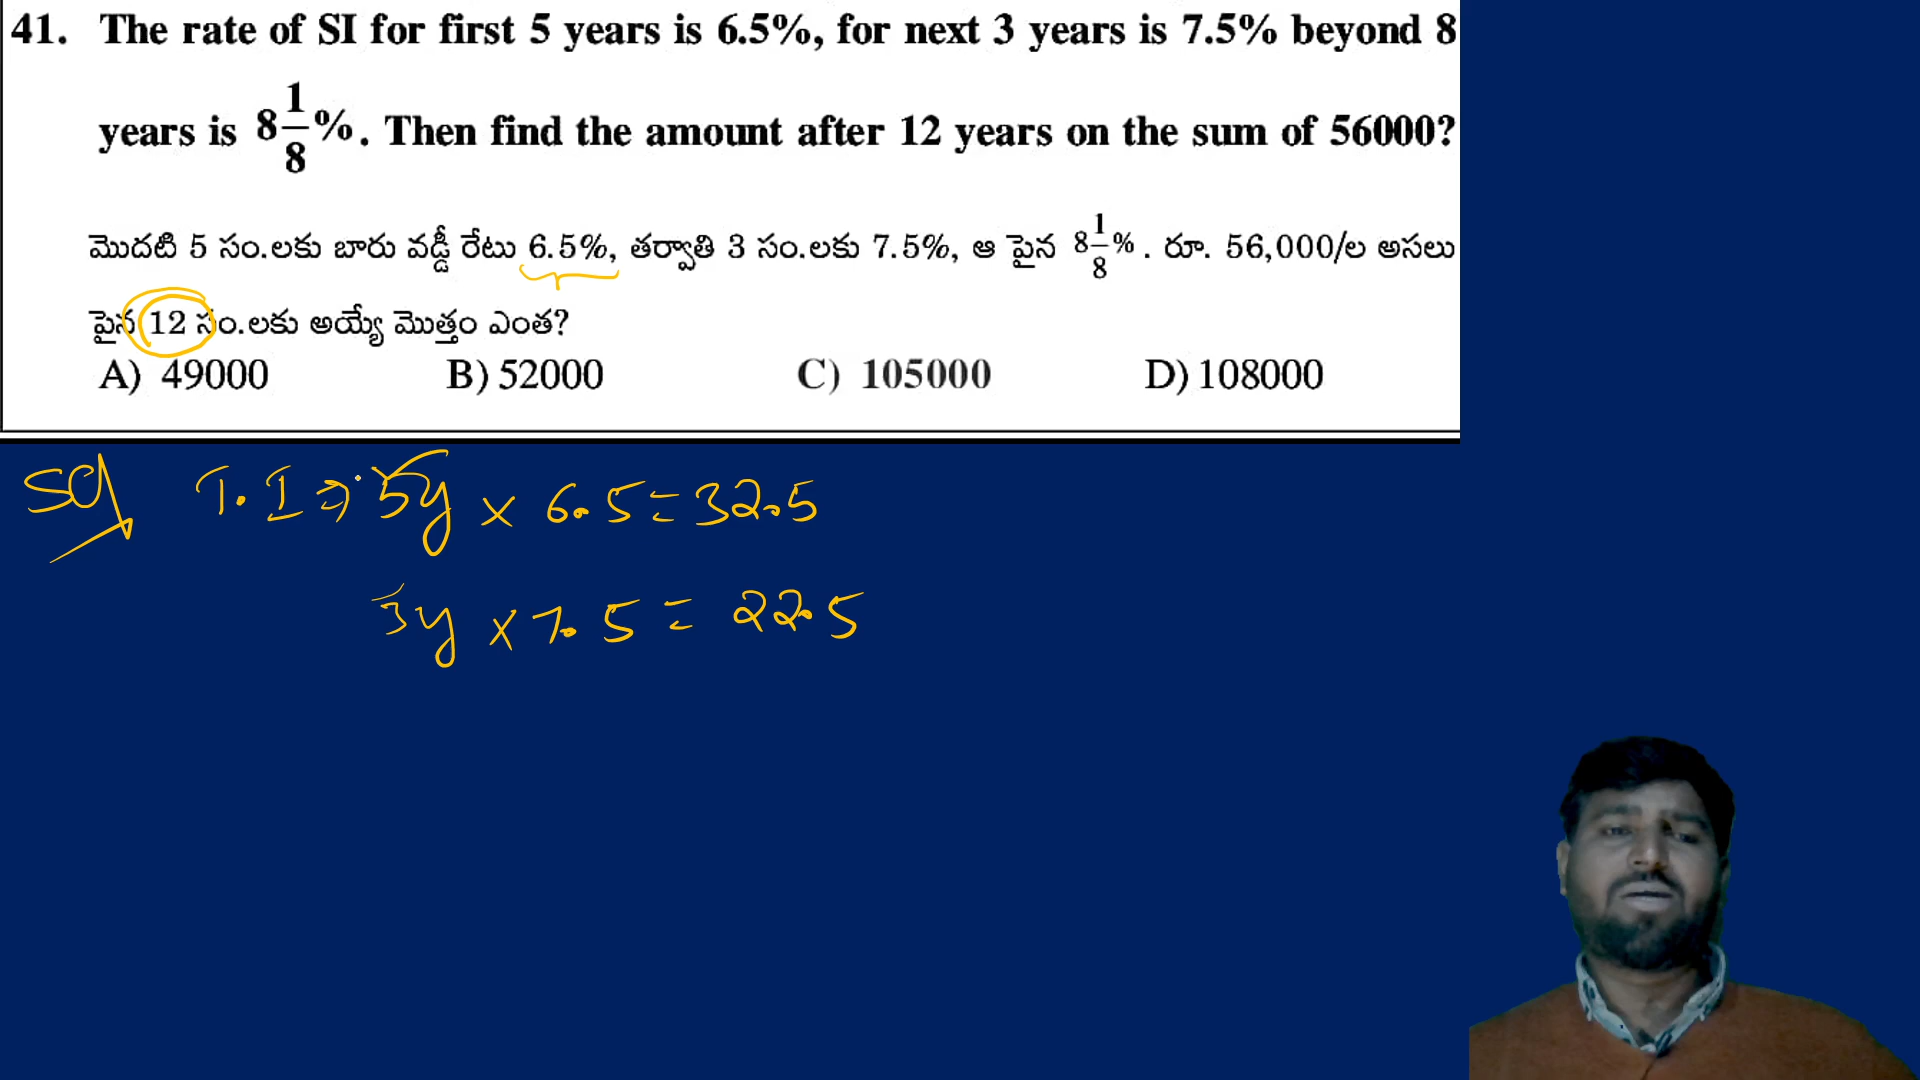 41. The rate of SI for first 5 years is 6.5%, for next 3 years is 7.5% beyond 8
years is 8 1/8 %. Then find the amount after 12 years on the sum of 56000?
మొదటి 5 సం.లకు బారు వడ్డీ రేటు 6.5%, తర్వాతి 3 సం.లకు 7.5%, ఆ పైన 8 1/8 % . రూ. 56,000/ల అసలు
పైన 12 సం.లకు అయ్యే మొత్తం ఎంత?
A) 49000 B) 52000 C) 105000 D) 108000
Sol T.I ⇒ 5y × 6.5 = 32.5
3y × 7.5 = 22.5